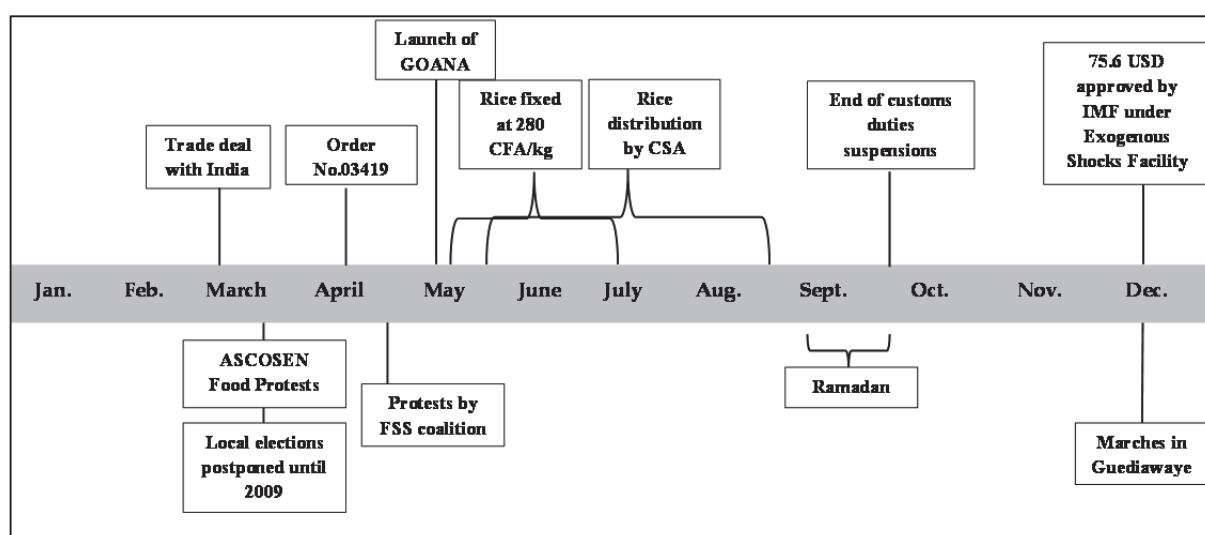 Launch of
GOANA
Trade deal
with India
Order
No.03419
Rice fixed
at 280
CFA/kg
Rice
distribution
by CSA
End of customs
duties
suspensions
75.6 USD
approved by
IMF under
Exogenous
Shocks Facility
Jan. Feb. March April May June July Aug. Sept. Oct. Nov. Dec.
ASCOSEN
Food Protests
Local elections
postponed until
2009
Protests by
FSS coalition
Ramadan
Marches in
Guediawaye